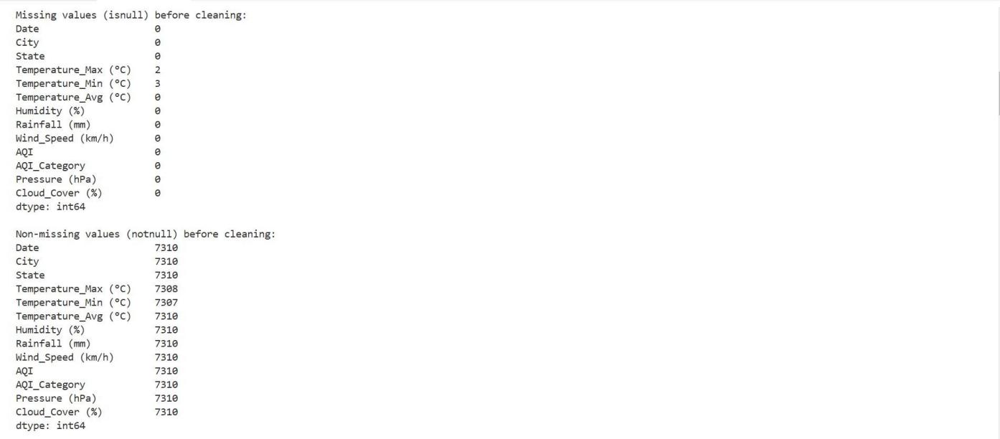 Missing values (isnull) before cleaning:
Date                    0
City                    0
State                   0
Temperature_Max (°C)    2
Temperature_Min (°C)    3
Temperature_Avg (°C)    0
Humidity (%)            0
Rainfall (mm)           0
Wind_Speed (km/h)       0
AQI                     0
AQI_Category            0
Pressure (hPa)          0
Cloud_Cover (%)         0
dtype: int64

Non-missing values (notnull) before cleaning:
Date                    7310
City                    7310
State                   7310
Temperature_Max (°C)    7308
Temperature_Min (°C)    7307
Temperature_Avg (°C)    7310
Humidity (%)            7310
Rainfall (mm)           7310
Wind_Speed (km/h)       7310
AQI                     7310
AQI_Category            7310
Pressure (hPa)          7310
Cloud_Cover (%)         7310
dtype: int64